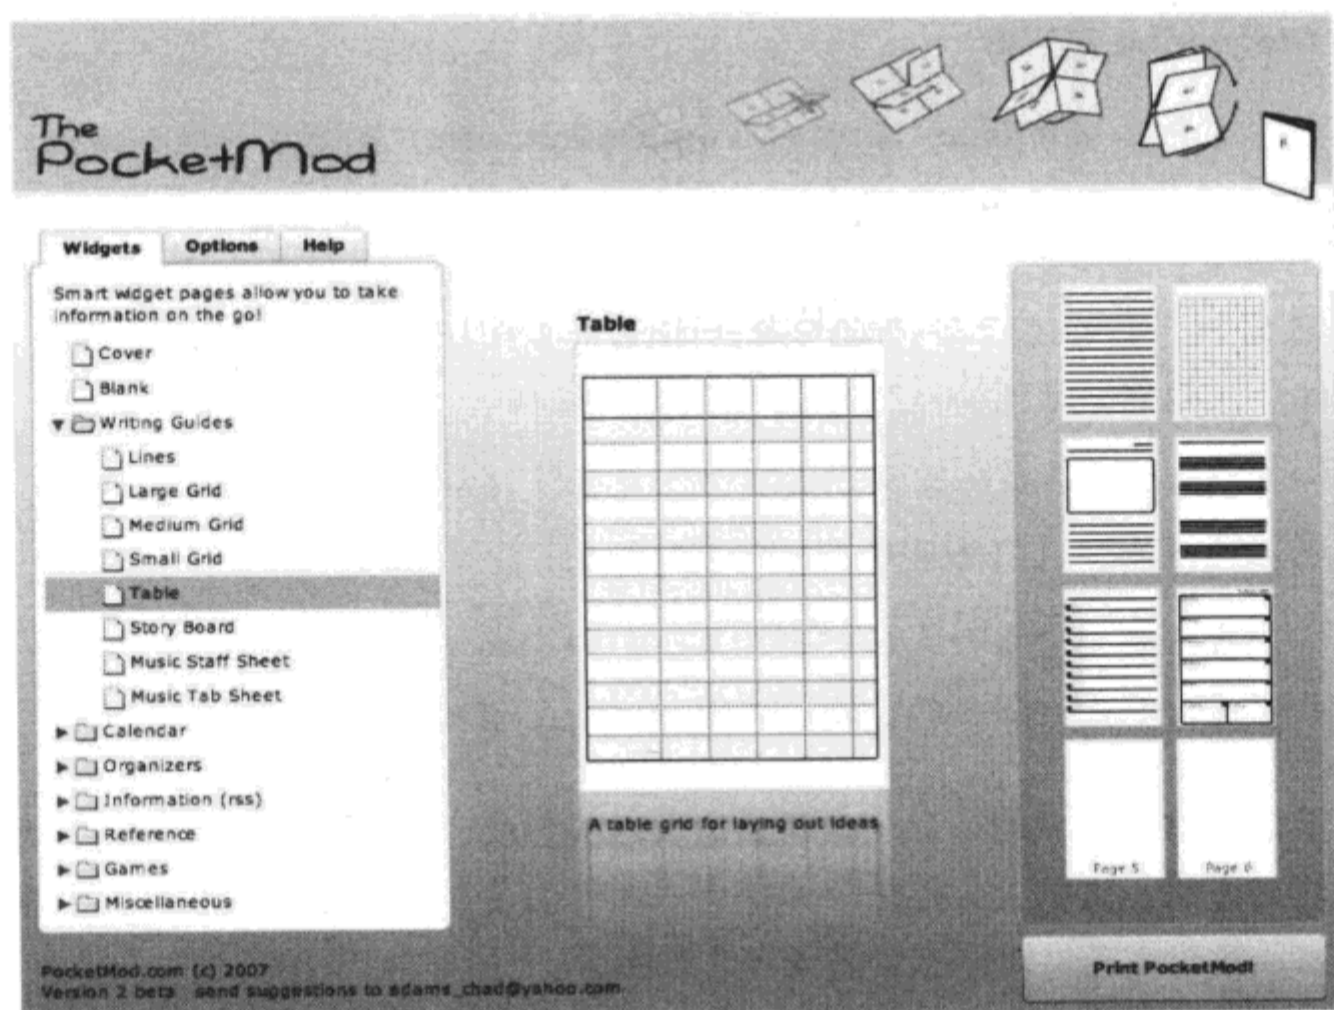 The
PocketMod
Widgets
Options
Help
Smart widget pages allow you to take
information on the go!
Cover
Blank
Writing Guides
Lines
Large Grid
Medium Grid
Small Grid
Table
Story Board
Music Staff Sheet
Music Tab Sheet
Calendar
Organizers
Information (rss)
Reference
Games
Miscellaneous
Table
A table grid for laying out ideas
Page 5
Page 6
Print PocketMod!
PocketMod.com (c) 2007
Version 2 beta send suggestions to adams_chad@yahoo.com